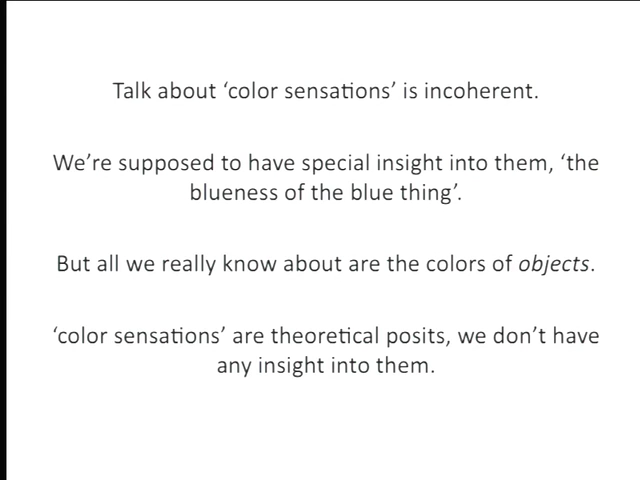 Talk about ‘color sensations’ is incoherent.
We’re supposed to have special insight into them, ‘the
blueness of the blue thing’.
But all we really know about are the colors of objects.
‘color sensations’ are theoretical posits, we don’t have
any insight into them.